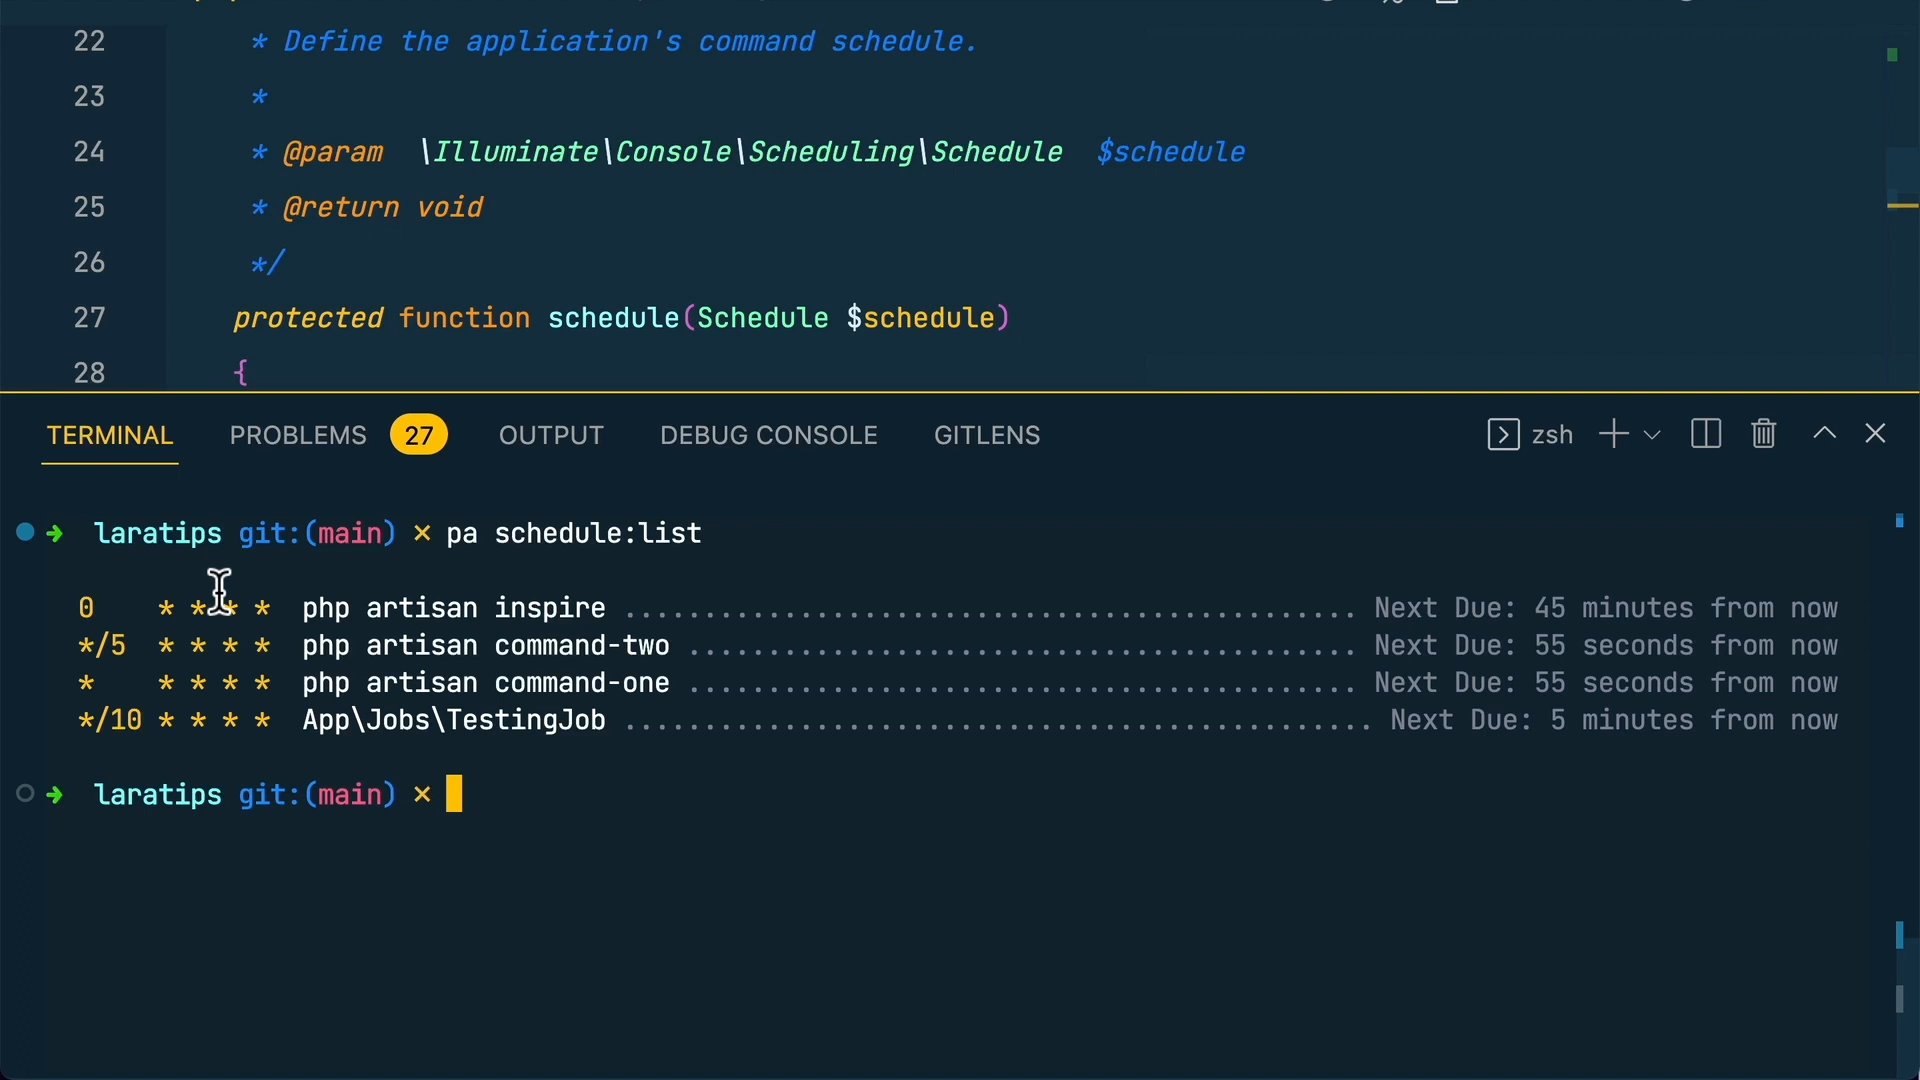 22 * Define the application's command schedule.
23 *
24 * @param \Illuminate\Console\Scheduling\Schedule $schedule
25 * @return void
26 */
27 protected function schedule(Schedule $schedule)
28 {
TERMINAL PROBLEMS 27 OUTPUT DEBUG CONSOLE GITLENS zsh
➜ laratips git:(main) × pa schedule:list
0 * * * * php artisan inspire .............................................. Next Due: 45 minutes from now
*/5 * * * * php artisan command-two .......................................... Next Due: 55 seconds from now
* * * * * php artisan command-one .......................................... Next Due: 55 seconds from now
*/10 * * * * App\Jobs\TestingJob ............................................... Next Due: 5 minutes from now
➜ laratips git:(main) ×